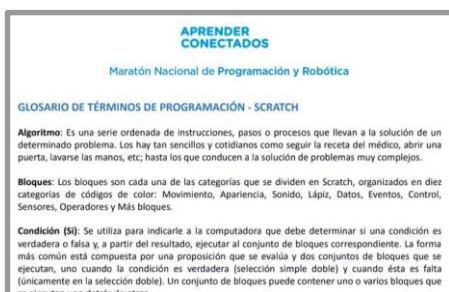 APRENDER
CONECTADOS
Maratón Nacional de Programación y Robótica
GLOSARIO DE TÉRMINOS DE PROGRAMACIÓN - SCRATCH
Algoritmo: Es una serie ordenada de instrucciones, pasos o procesos que llevan a la solución de un
determinado problema. Los hay tan sencillos y cotidianos como seguir la receta del médico, abrir una
puerta, lavarse las manos, etc; hasta los que conducen a la solución de problemas muy complejos.
Bloques: Los bloques son cada una de las categorías que se dividen en Scratch, organizados en diez
categorías de códigos de color: Movimiento, Apariencia, Sonido, Lápiz, Datos, Eventos, Control,
Sensores, Operadores y Más bloques.
Condición (Si): Se utiliza para indicarle a la computadora que debe determinar si una condición es
verdadera o falsa y, a partir del resultado, ejecutar al conjunto de bloques correspondiente. La forma
más común está compuesta por una proposición que se evalúa y dos conjuntos de bloques que se
ejecutan, uno cuando la condición es verdadera (selección simple doble) y cuando ésta es falta
(únicamente en la selección doble). Un conjunto de bloques puede contener uno o varios bloques que